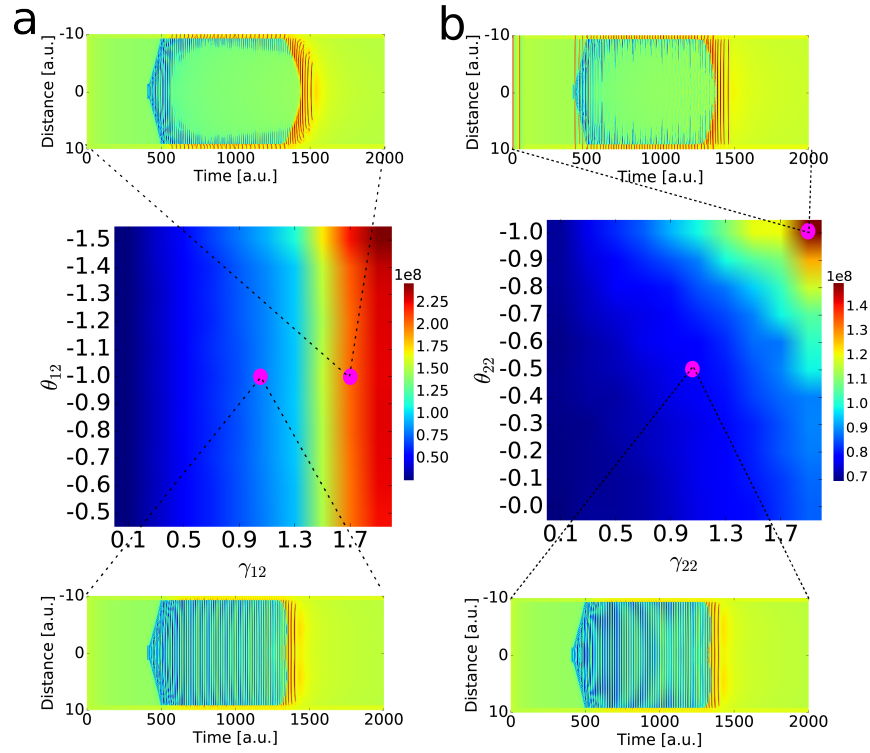 a
-10
0
10
Distance [a.u.]
0 500 1000 1500 2000
Time [a.u.]
b
-10
0
10
Distance [a.u.]
0 500 1000 1500 2000
Time [a.u.]
-1.5
-1.4
-1.3
-1.2
-1.1
-1.0
-0.9
-0.8
-0.7
-0.6
-0.5
θ12
0.1 0.5 0.9 1.3 1.7
γ12
1e8
2.25
2.00
1.75
1.50
1.25
1.00
0.75
0.50
-1.0
-0.9
-0.8
-0.7
-0.6
-0.5
-0.4
-0.3
-0.2
-0.1
-0.0
θ22
0.1 0.5 0.9 1.3 1.7
γ22
1e8
1.4
1.3
1.2
1.1
1.0
0.9
0.8
0.7
-10
0
10
Distance [a.u.]
0 500 1000 1500 2000
Time [a.u.]
-10
0
10
Distance [a.u.]
0 500 1000 1500 2000
Time [a.u.]